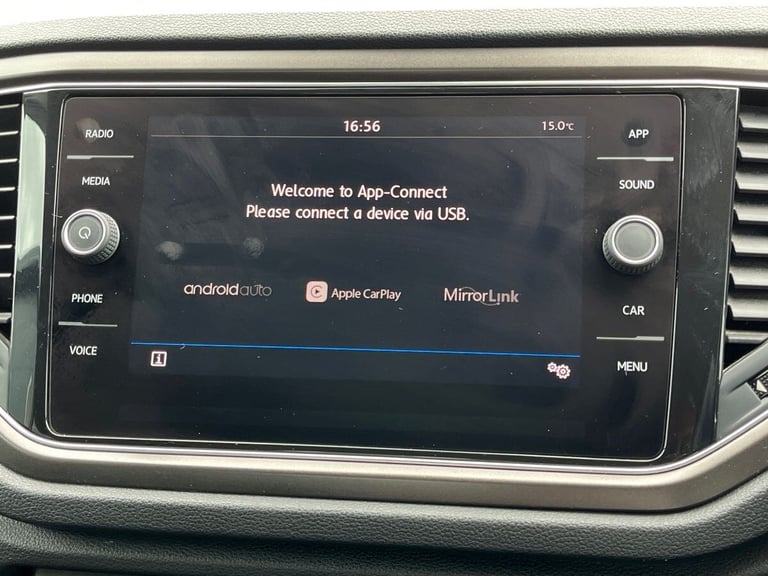 RADIO
MEDIA
PHONE
VOICE
16:56
15.0°C
Welcome to App-Connect
Please connect a device via USB.
androidauto
Apple CarPlay
MirrorLink
i
APP
SOUND
CAR
MENU